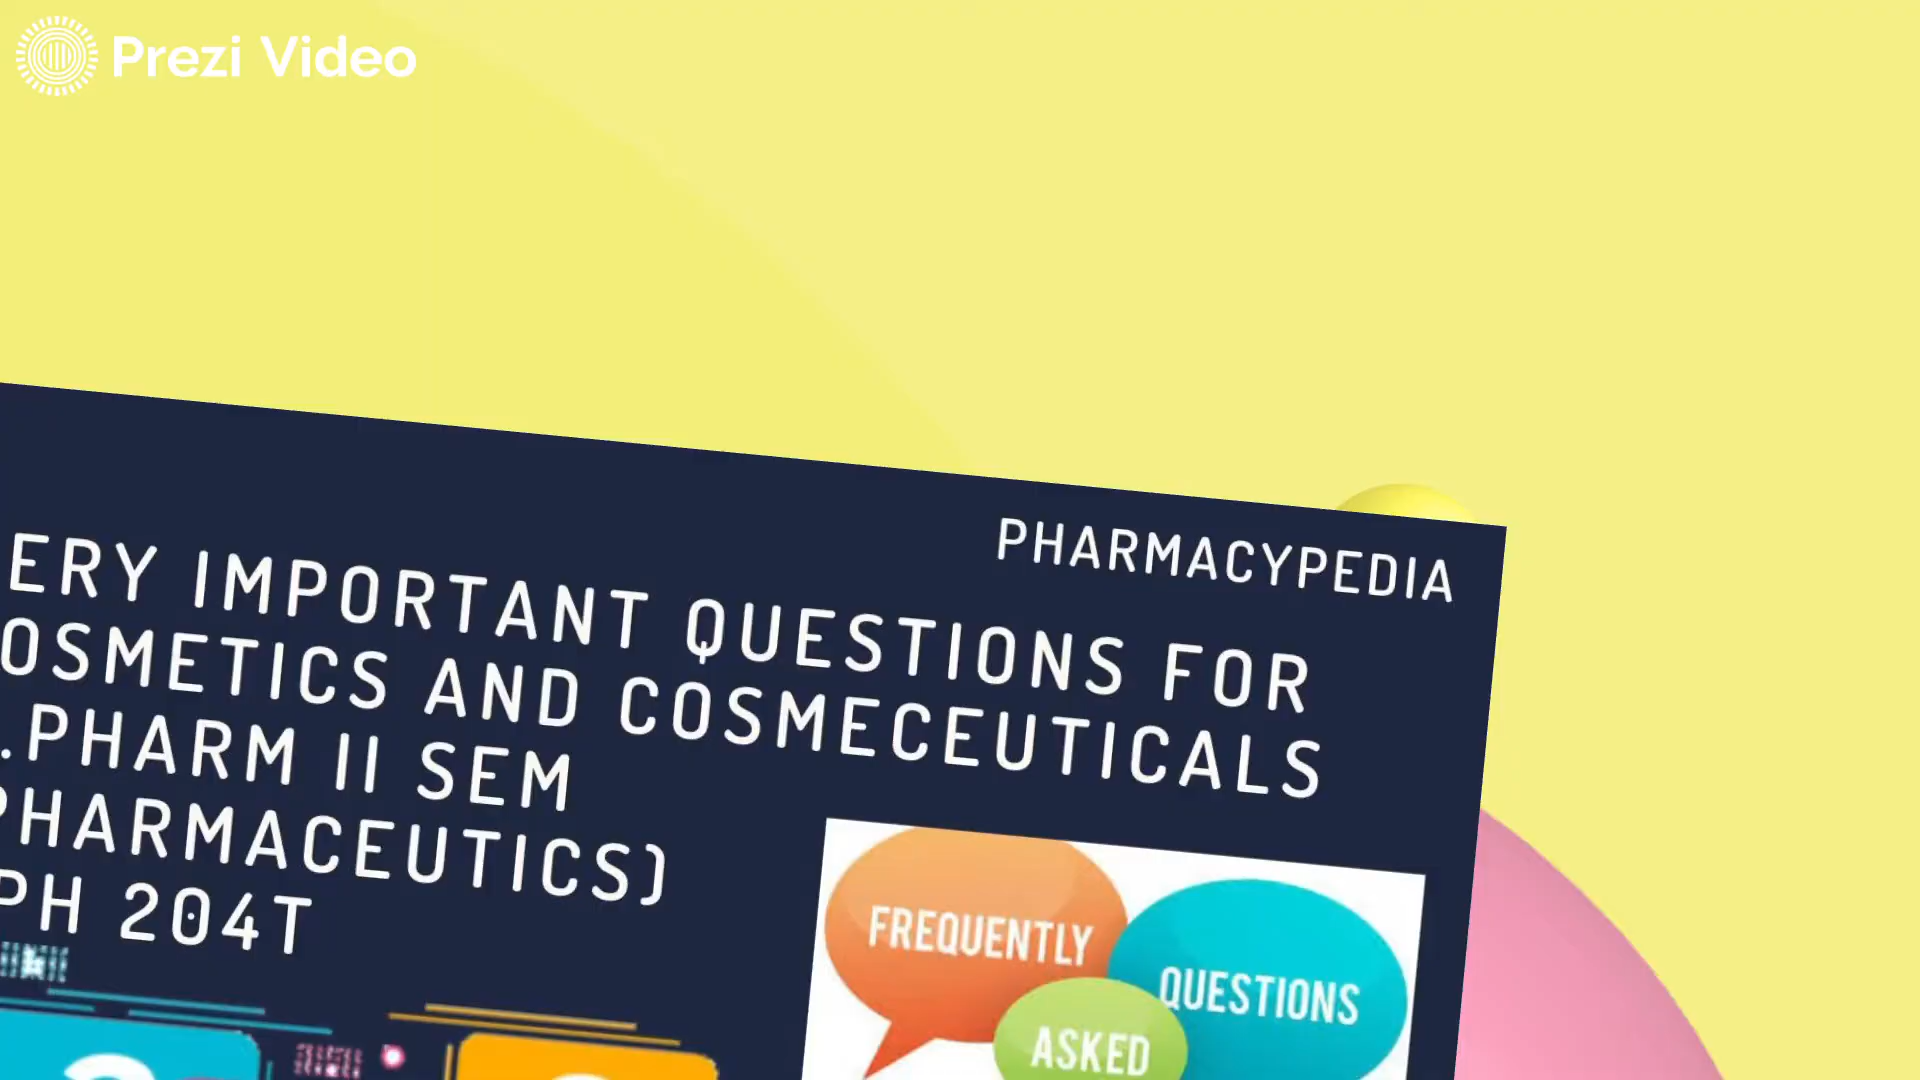 Prezi Video
PHARMACYPEDIA
ERY IMPORTANT QUESTIONS FOR
OSMETICS AND COSMECEUTICALS
.PHARM II SEM
PHARMACEUTICS)
PH 204T
FREQUENTLY
QUESTIONS
ASKED